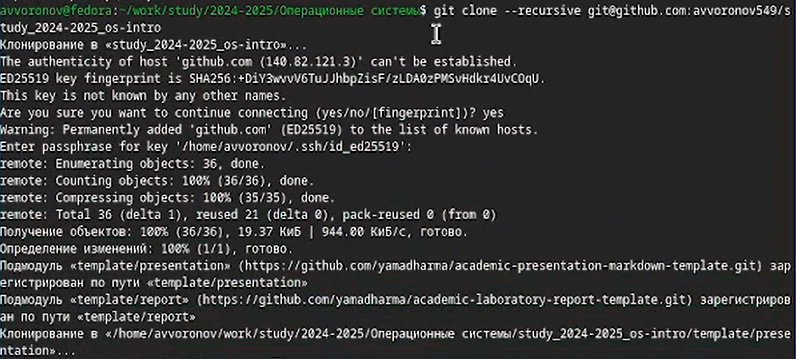 avvoronov@fedora:~/work/study/2024-2025/Операционные системы$ git clone --recursive git@github.com:avvoronov549/s
tudy_2024-2025_os-intro
Клонирование в «study_2024-2025_os-intro»...
The authenticity of host 'github.com (140.82.121.3)' can't be established.
ED25519 key fingerprint is SHA256:+DiY3wvvV6TuJJhbpZisF/zLDA0zPMSvHdkr4UvCOqU.
This key is not known by any other names.
Are you sure you want to continue connecting (yes/no/[fingerprint])? yes
Warning: Permanently added 'github.com' (ED25519) to the list of known hosts.
Enter passphrase for key '/home/avvoronov/.ssh/id_ed25519':
remote: Enumerating objects: 36, done.
remote: Counting objects: 100% (36/36), done.
remote: Compressing objects: 100% (35/35), done.
remote: Total 36 (delta 1), reused 21 (delta 0), pack-reused 0 (from 0)
Получение объектов: 100% (36/36), 19.37 КиБ | 944.00 КиБ/с, готово.
Определение изменений: 100% (1/1), готово.
Подмодуль «template/presentation» (https://github.com/yamadharma/academic-presentation-markdown-template.git) зар
егистрирован по пути «template/presentation»
Подмодуль «template/report» (https://github.com/yamadharma/academic-laboratory-report-template.git) зарегистриров
ан по пути «template/report»
Клонирование в «/home/avvoronov/work/study/2024-2025/Операционные системы/study_2024-2025_os-intro/template/prese
ntation»...